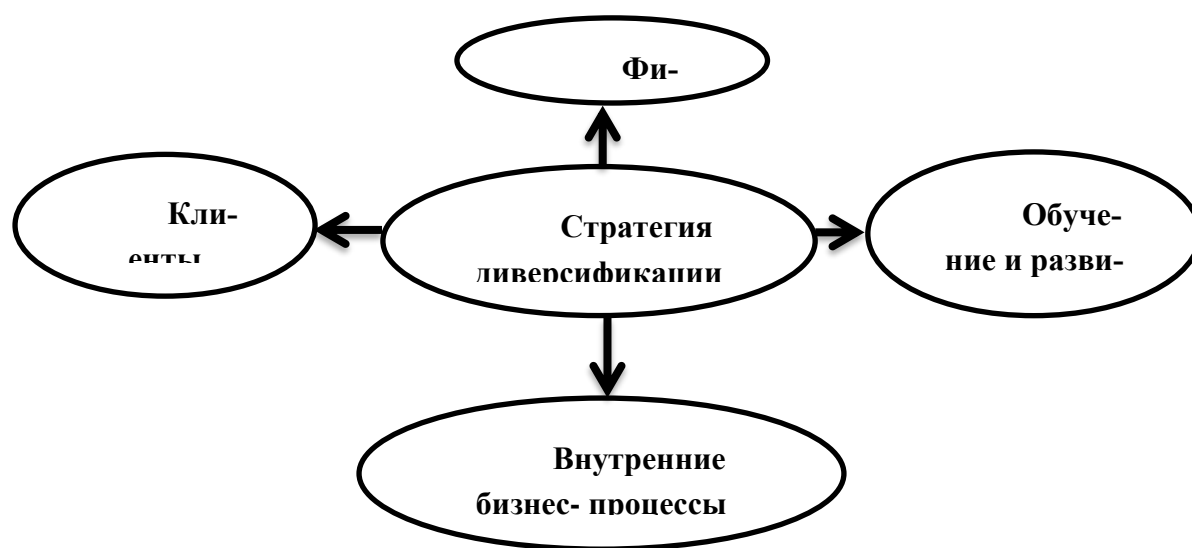 Фи-
Кли-
енты
Стратегия
диверсификации
Обуче-
ние и разви-
Внутренние
бизнес- процессы